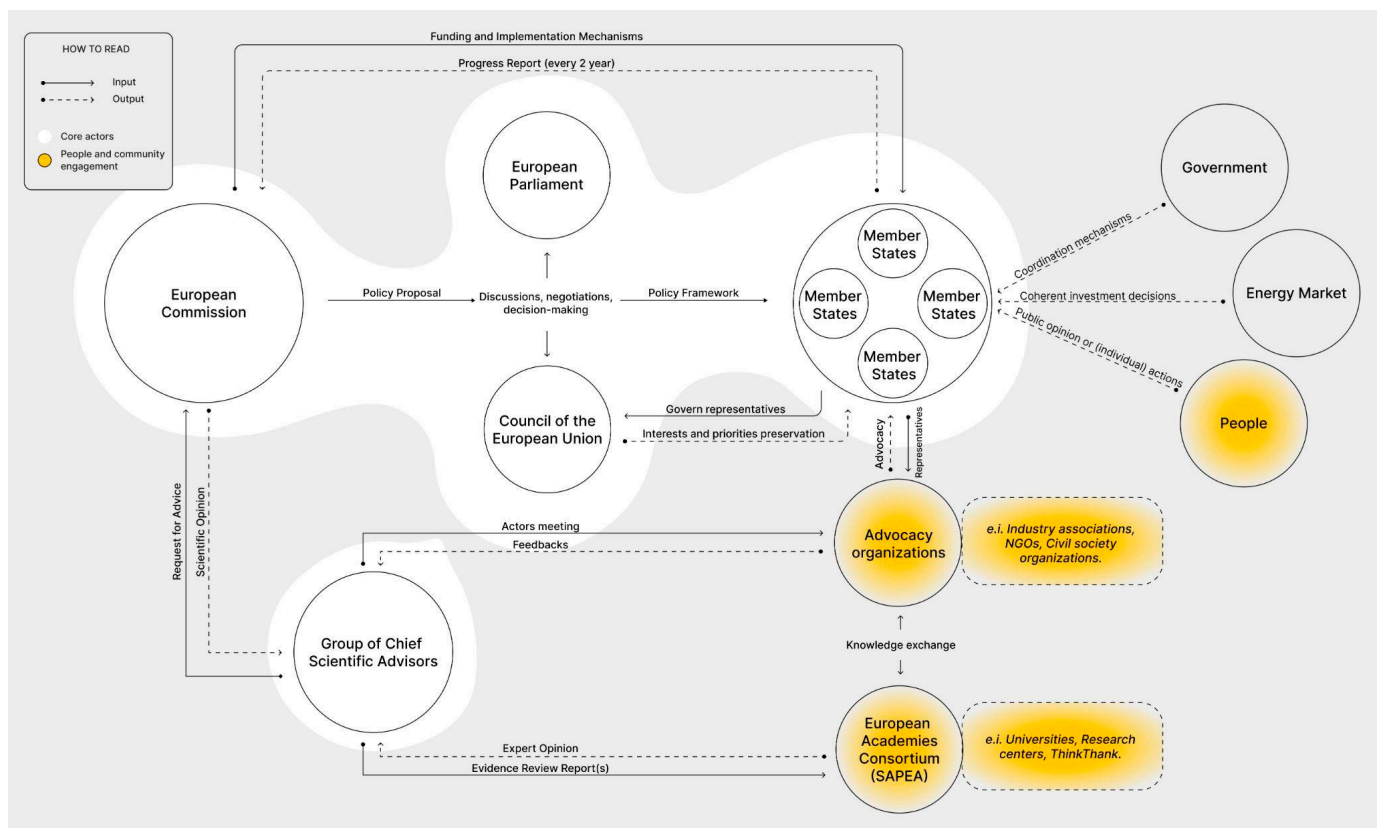 HOW TO READ
Input
Output
Core actors
People and community
engagement
Funding and Implementation Mechanisms
Progress Report (every 2 year)
European
Parliament
Government
Member
States
Coordination mechanisms
European
Commission
Policy Proposal
Discussions, negotiations,
decision-making
Policy Framework
Member
States
Member
States
Coherent investment decisions
Energy Market
Public opinion or (individual) actions
Member
States
Council of the
European Union
Govern representatives
Interests and priorities preservation
People
Advocacy
Representatives
Request for Advice
Scientific Opinion
Actors meeting
Feedbacks
Advocacy
organizations
e.i. Industry associations,
NGOs, Civil society
organizations.
Group of Chief
Scientific Advisors
Knowledge exchange
Expert Opinion
Evidence Review Report(s)
European
Academies
Consortium
(SAPEA)
e.i. Universities, Research
centers, ThinkThank.